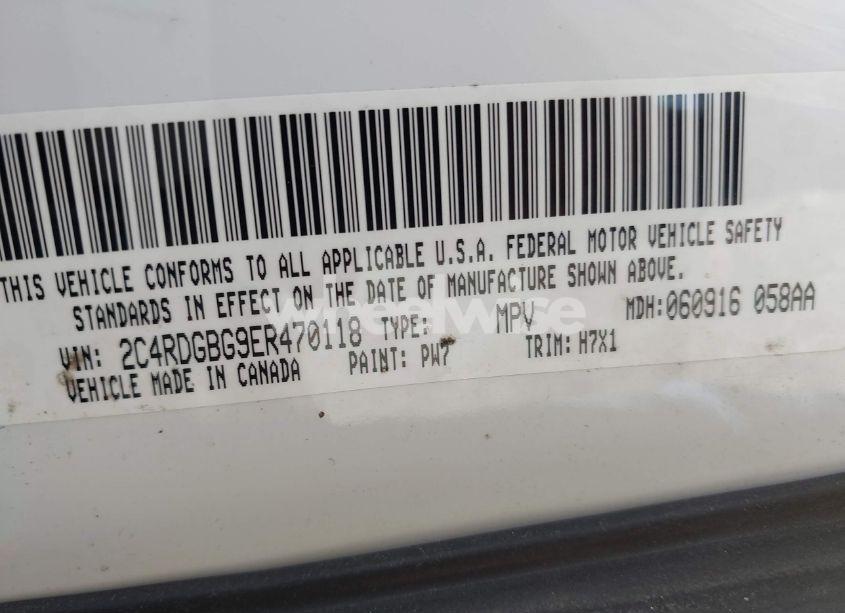 THIS VEHICLE CONFORMS TO ALL APPLICABLE U.S.A. FEDERAL MOTOR VEHICLE SAFETY
STANDARDS IN EFFECT ON THE DATE OF MANUFACTURE SHOWN ABOVE.
VIN: 2C4RDGBG9ER470118 TYPE: MPV MDH:060916 058AA
VEHICLE MADE IN CANADA PAINT: PW7 TRIM: H7X1
wheelwise